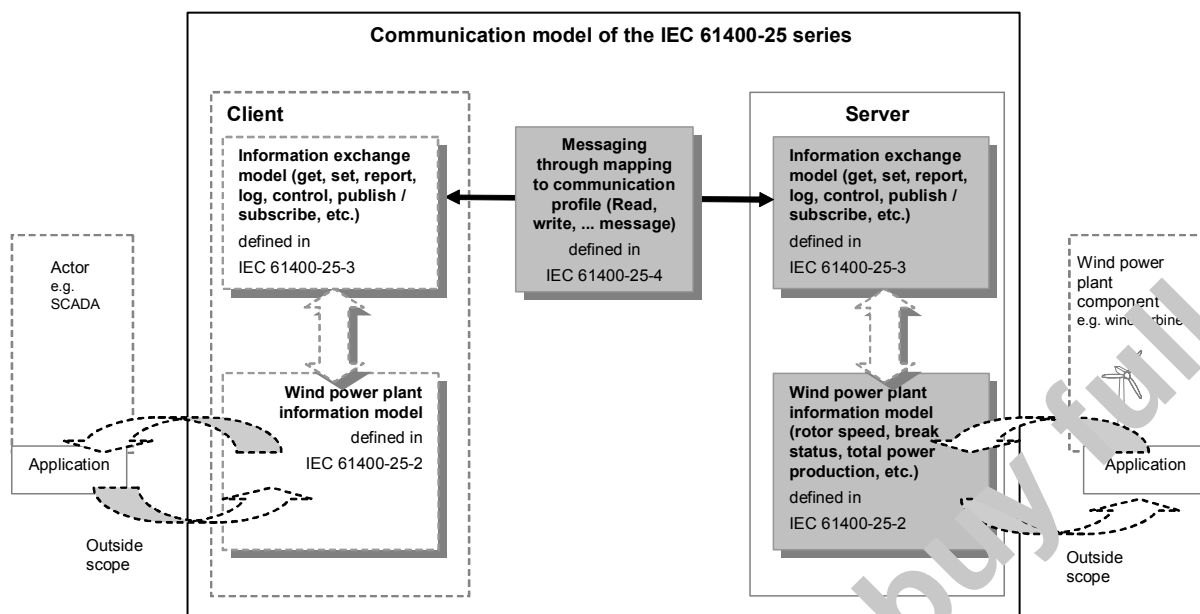 Communication model of the IEC 61400-25 series
Client
Information exchange
model (get, set, report,
log, control, publish /
subscribe, etc.)
defined in
IEC 61400-25-3
Wind power plant
information model
defined in
IEC 61400-25-2
Messaging
through mapping
to communication
profile (Read,
write, ... message)
defined in
IEC 61400-25-4
Server
Information exchange
model (get, set, report,
log, control, publish /
subscribe, etc.)
defined in
IEC 61400-25-3
Wind power plant
information model
(rotor speed, break
status, total power
production, etc.)
defined in
IEC 61400-25-2
Actor
e.g.
SCADA
Application
Outside
scope
Wind power
plant
component
e.g. wind turbine
Application
Outside
scope
buy full